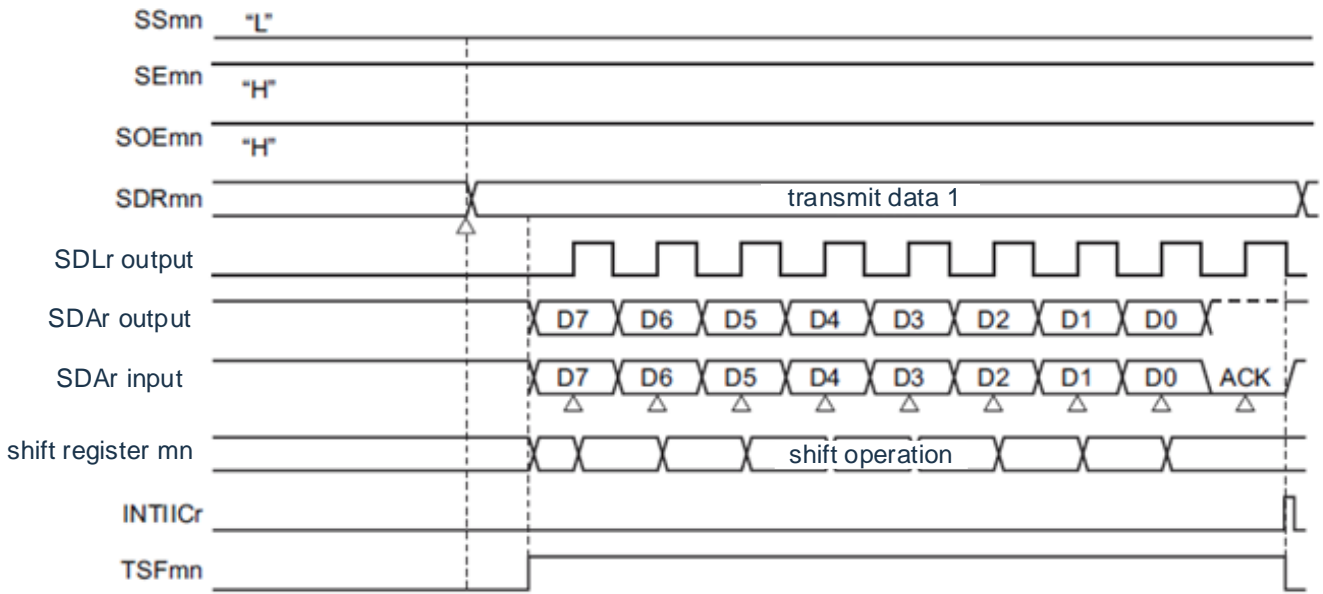 SSmn “L”
SEmn “H”
SOEmn “H”
SDRmn transmit data 1
SDLr output
SDAr output D7 D6 D5 D4 D3 D2 D1 D0
SDAr input D7 D6 D5 D4 D3 D2 D1 D0 ACK
shift register mn shift operation
INTIICr
TSFmn